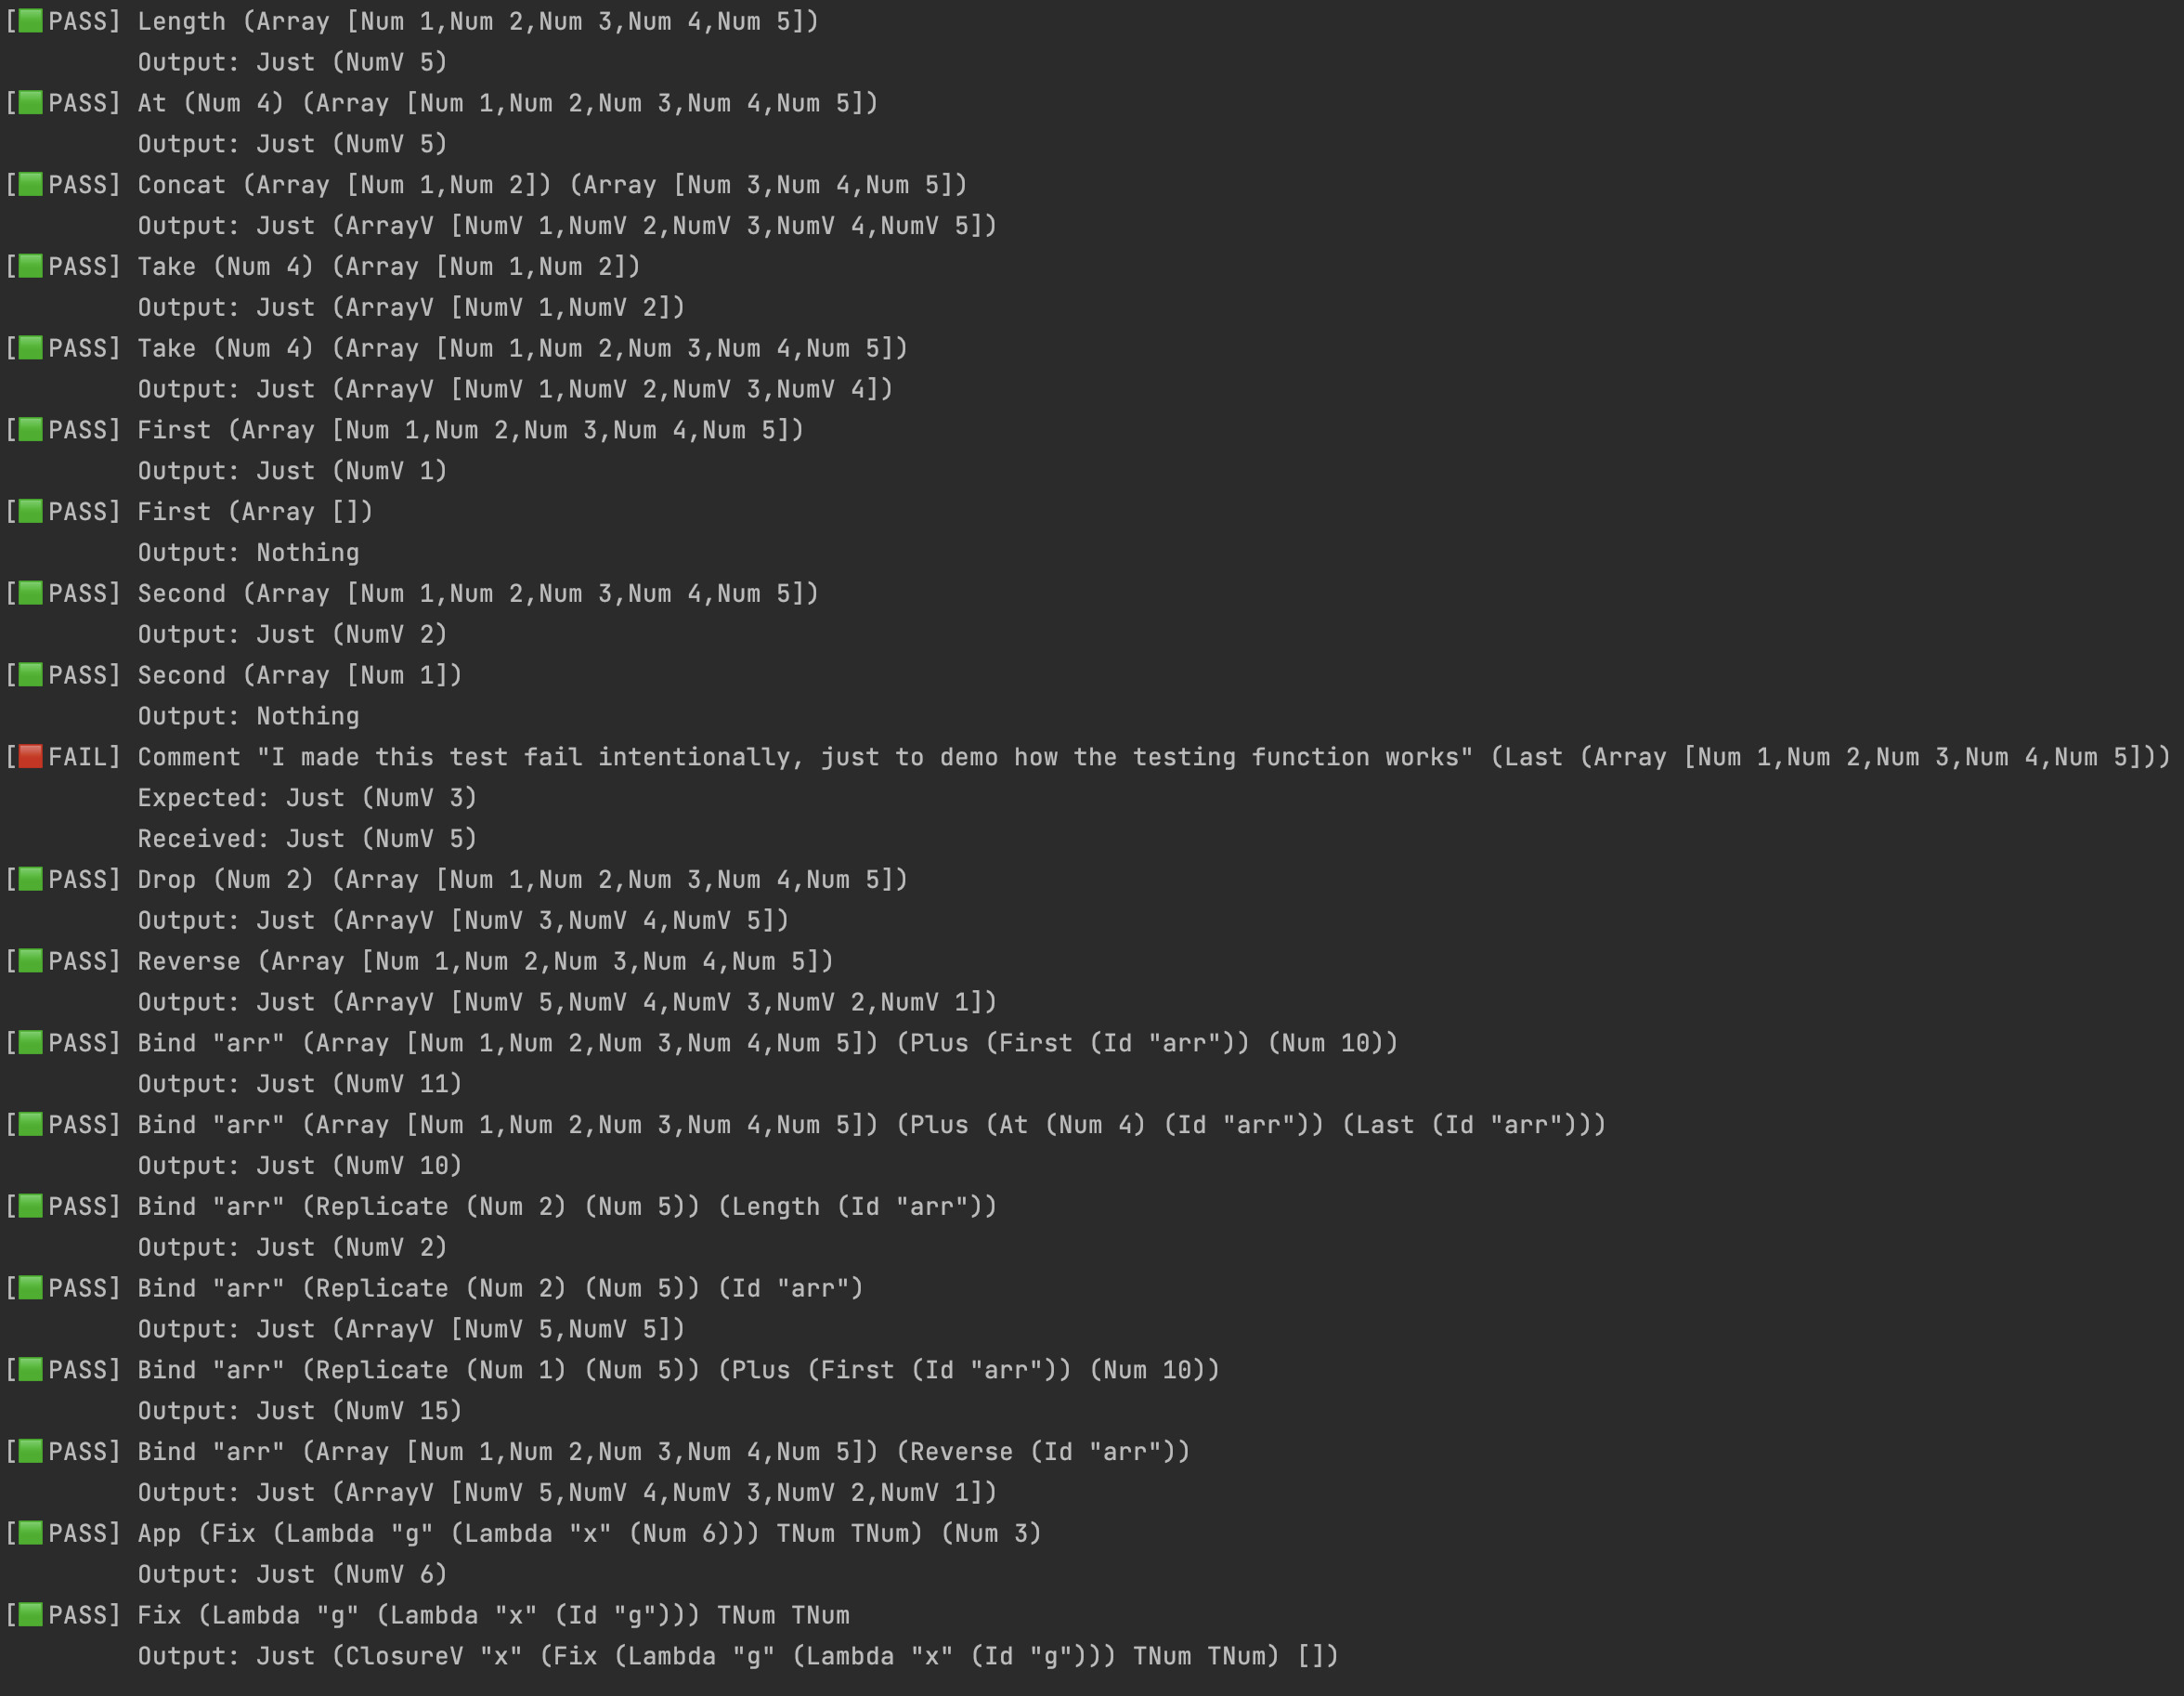 [🟩PASS] Length (Array [Num 1,Num 2,Num 3,Num 4,Num 5])
Output: Just (NumV 5)
[🟩PASS] At (Num 4) (Array [Num 1,Num 2,Num 3,Num 4,Num 5])
Output: Just (NumV 5)
[🟩PASS] Concat (Array [Num 1,Num 2]) (Array [Num 3,Num 4,Num 5])
Output: Just (ArrayV [NumV 1,NumV 2,NumV 3,NumV 4,NumV 5])
[🟩PASS] Take (Num 4) (Array [Num 1,Num 2])
Output: Just (ArrayV [NumV 1,NumV 2])
[🟩PASS] Take (Num 4) (Array [Num 1,Num 2,Num 3,Num 4,Num 5])
Output: Just (ArrayV [NumV 1,NumV 2,NumV 3,NumV 4])
[🟩PASS] First (Array [Num 1,Num 2,Num 3,Num 4,Num 5])
Output: Just (NumV 1)
[🟩PASS] First (Array [])
Output: Nothing
[🟩PASS] Second (Array [Num 1,Num 2,Num 3,Num 4,Num 5])
Output: Just (NumV 2)
[🟩PASS] Second (Array [Num 1])
Output: Nothing
[🟥FAIL] Comment "I made this test fail intentionally, just to demo how the testing function works" (Last (Array [Num 1,Num 2,Num 3,Num 4,Num 5]))
Expected: Just (NumV 3)
Received: Just (NumV 5)
[🟩PASS] Drop (Num 2) (Array [Num 1,Num 2,Num 3,Num 4,Num 5])
Output: Just (ArrayV [NumV 3,NumV 4,NumV 5])
[🟩PASS] Reverse (Array [Num 1,Num 2,Num 3,Num 4,Num 5])
Output: Just (ArrayV [NumV 5,NumV 4,NumV 3,NumV 2,NumV 1])
[🟩PASS] Bind "arr" (Array [Num 1,Num 2,Num 3,Num 4,Num 5]) (Plus (First (Id "arr")) (Num 10))
Output: Just (NumV 11)
[🟩PASS] Bind "arr" (Array [Num 1,Num 2,Num 3,Num 4,Num 5]) (Plus (At (Num 4) (Id "arr")) (Last (Id "arr")))
Output: Just (NumV 10)
[🟩PASS] Bind "arr" (Replicate (Num 2) (Num 5)) (Length (Id "arr"))
Output: Just (NumV 2)
[🟩PASS] Bind "arr" (Replicate (Num 2) (Num 5)) (Id "arr")
Output: Just (ArrayV [NumV 5,NumV 5])
[🟩PASS] Bind "arr" (Replicate (Num 1) (Num 5)) (Plus (First (Id "arr")) (Num 10))
Output: Just (NumV 15)
[🟩PASS] Bind "arr" (Array [Num 1,Num 2,Num 3,Num 4,Num 5]) (Reverse (Id "arr"))
Output: Just (ArrayV [NumV 5,NumV 4,NumV 3,NumV 2,NumV 1])
[🟩PASS] App (Fix (Lambda "g" (Lambda "x" (Num 6))) TNum TNum) (Num 3)
Output: Just (NumV 6)
[🟩PASS] Fix (Lambda "g" (Lambda "x" (Id "g"))) TNum TNum
Output: Just (ClosureV "x" (Fix (Lambda "g" (Lambda "x" (Id "g"))) TNum TNum) [])